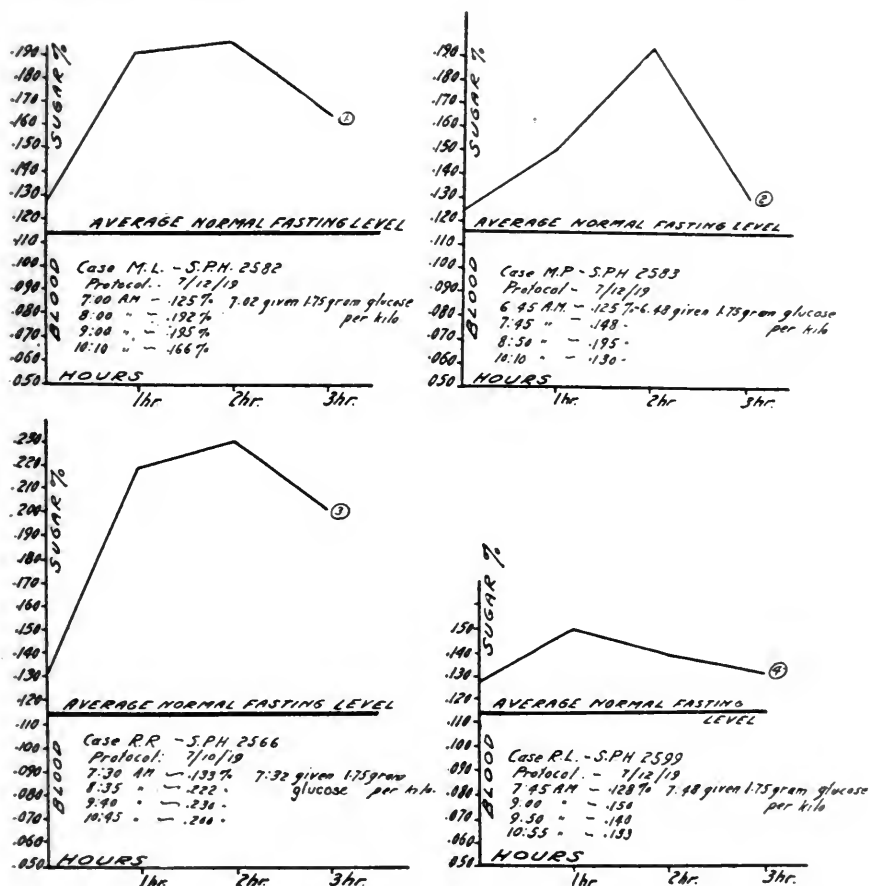 .190
.180
.170
.160
.150
.140
.130
.120
.110
.100
.090
.080
.070
.060
.050
BLOOD SUGAR %
①
AVERAGE NORMAL FASTING LEVEL
Case M.L. - S.P.H. 2582
Protocol.. 7/12/19
7:00 AM - .125% 7.02 given 1.75 gram glucose
8:00 " - .192% per kilo
9:00 " - .195%
10:10 " - .166%
HOURS
1hr. 2hr. 3hr.
.190
.180
.170
.160
.150
.140
.130
.120
.110
.100
.090
.080
.070
.060
.050
BLOOD SUGAR %
②
AVERAGE NORMAL FASTING LEVEL
Case M.P - S.P.H 2583
Protocol - 7/12/19
6 45 A.M. - .125% - 6.48 given 1.75 gram glucose
7:45 " - .148 " per kilo
8:50 " - .195 "
10:10 " - .130 "
HOURS
1hr. 2hr 3hr.
.230
.220
.210
.200
.190
.180
.170
.160
.150
.140
.130
.120
.110
.100
.090
.080
.070
.060
.050
BLOOD SUGAR %
③
AVERAGE NORMAL FASTING LEVEL
Case R.R - S.P.H 2566
Protocol: 7/10/19
7:30 AM - .133% 7:32 given 1.75 gram
8:35 " - .222 " glucose per kilo.
9:40 " - .230 "
10:45 " - .200 "
HOURS
1hr 2hr. 3hr.
.150
.140
.130
.120
.110
.100
.090
.080
.070
.060
.050
BLOOD SUGAR %
④
AVERAGE NORMAL FASTING
LEVEL
Case R.L. - S.P.H 2599
Protocol. - 7/12/19
7:45 AM - .128% 7.48 given 1.75 gram glucose
9.00 " - .150 per kilo
9.50 " - .140
10:55 " - .133
HOURS
1hr. 2hr. 3hr.